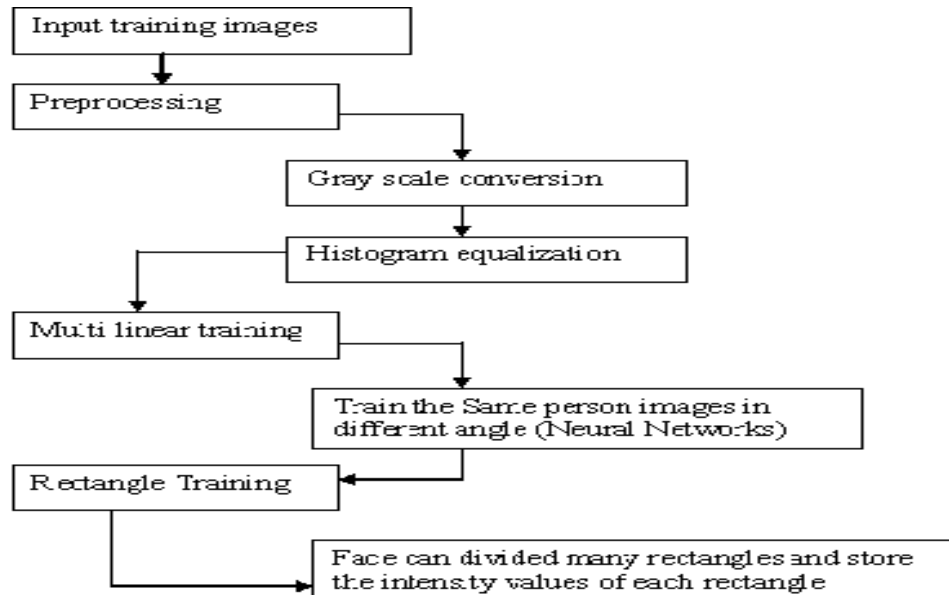 Input training images
Preprocessing
Gray scale conversion
Histogram equalization
Multi linear training
Train the Same person images in
different angle (Neural Networks)
Rectangle Training
Face can divided many rectangles and store
the intensity values of each rectangle